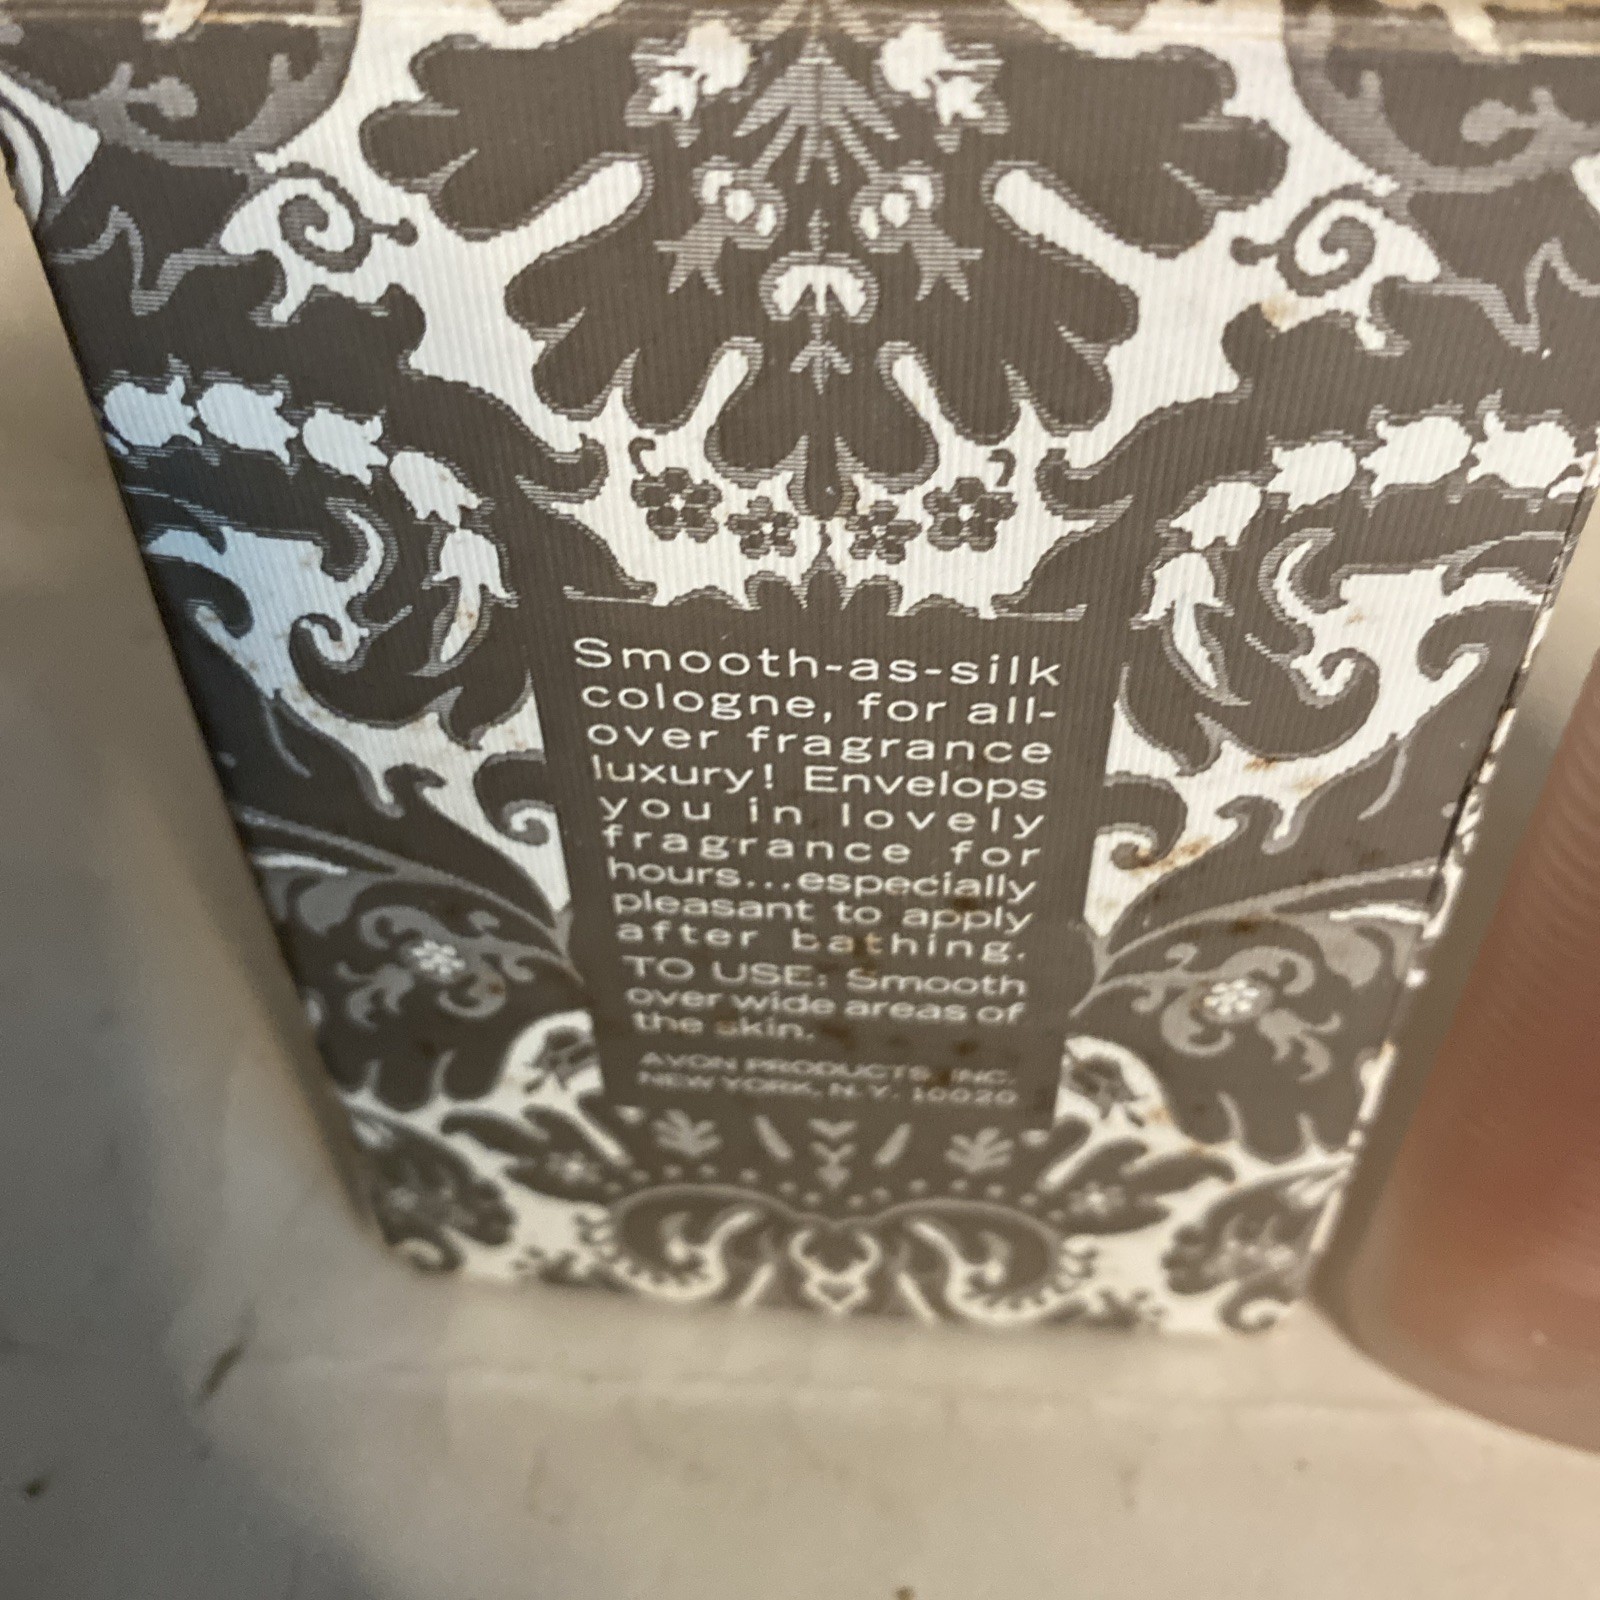 Smooth-as-silk
cologne, for all-
over fragrance
luxury! Envelops
you in lovely
fragrance for
hours...especially
pleasant to apply
after bathing.
TO USE: Smooth
over wide areas of
the skin.
AVON PRODUCTS, INC.
NEW YORK, N.Y. 10020